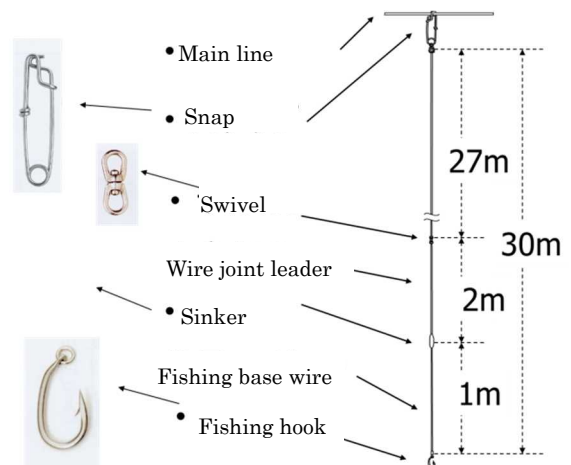 • Main line
• Snap
• Swivel
Wire joint leader
• Sinker
Fishing base wire
• Fishing hook
27m
30m
2m
1m